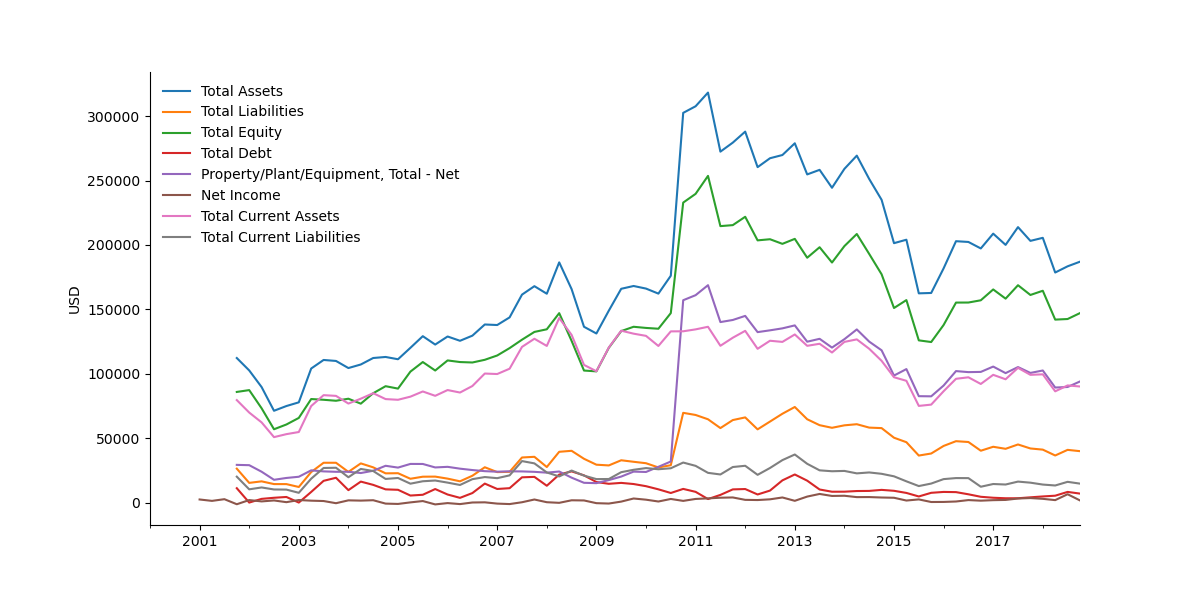 Total Assets
Total Liabilities
Total Equity
Total Debt
Property/Plant/Equipment, Total - Net
Net Income
Total Current Assets
Total Current Liabilities
USD
300000
250000
200000
150000
100000
50000
0
2001 2003 2005 2007 2009 2011 2013 2015 2017